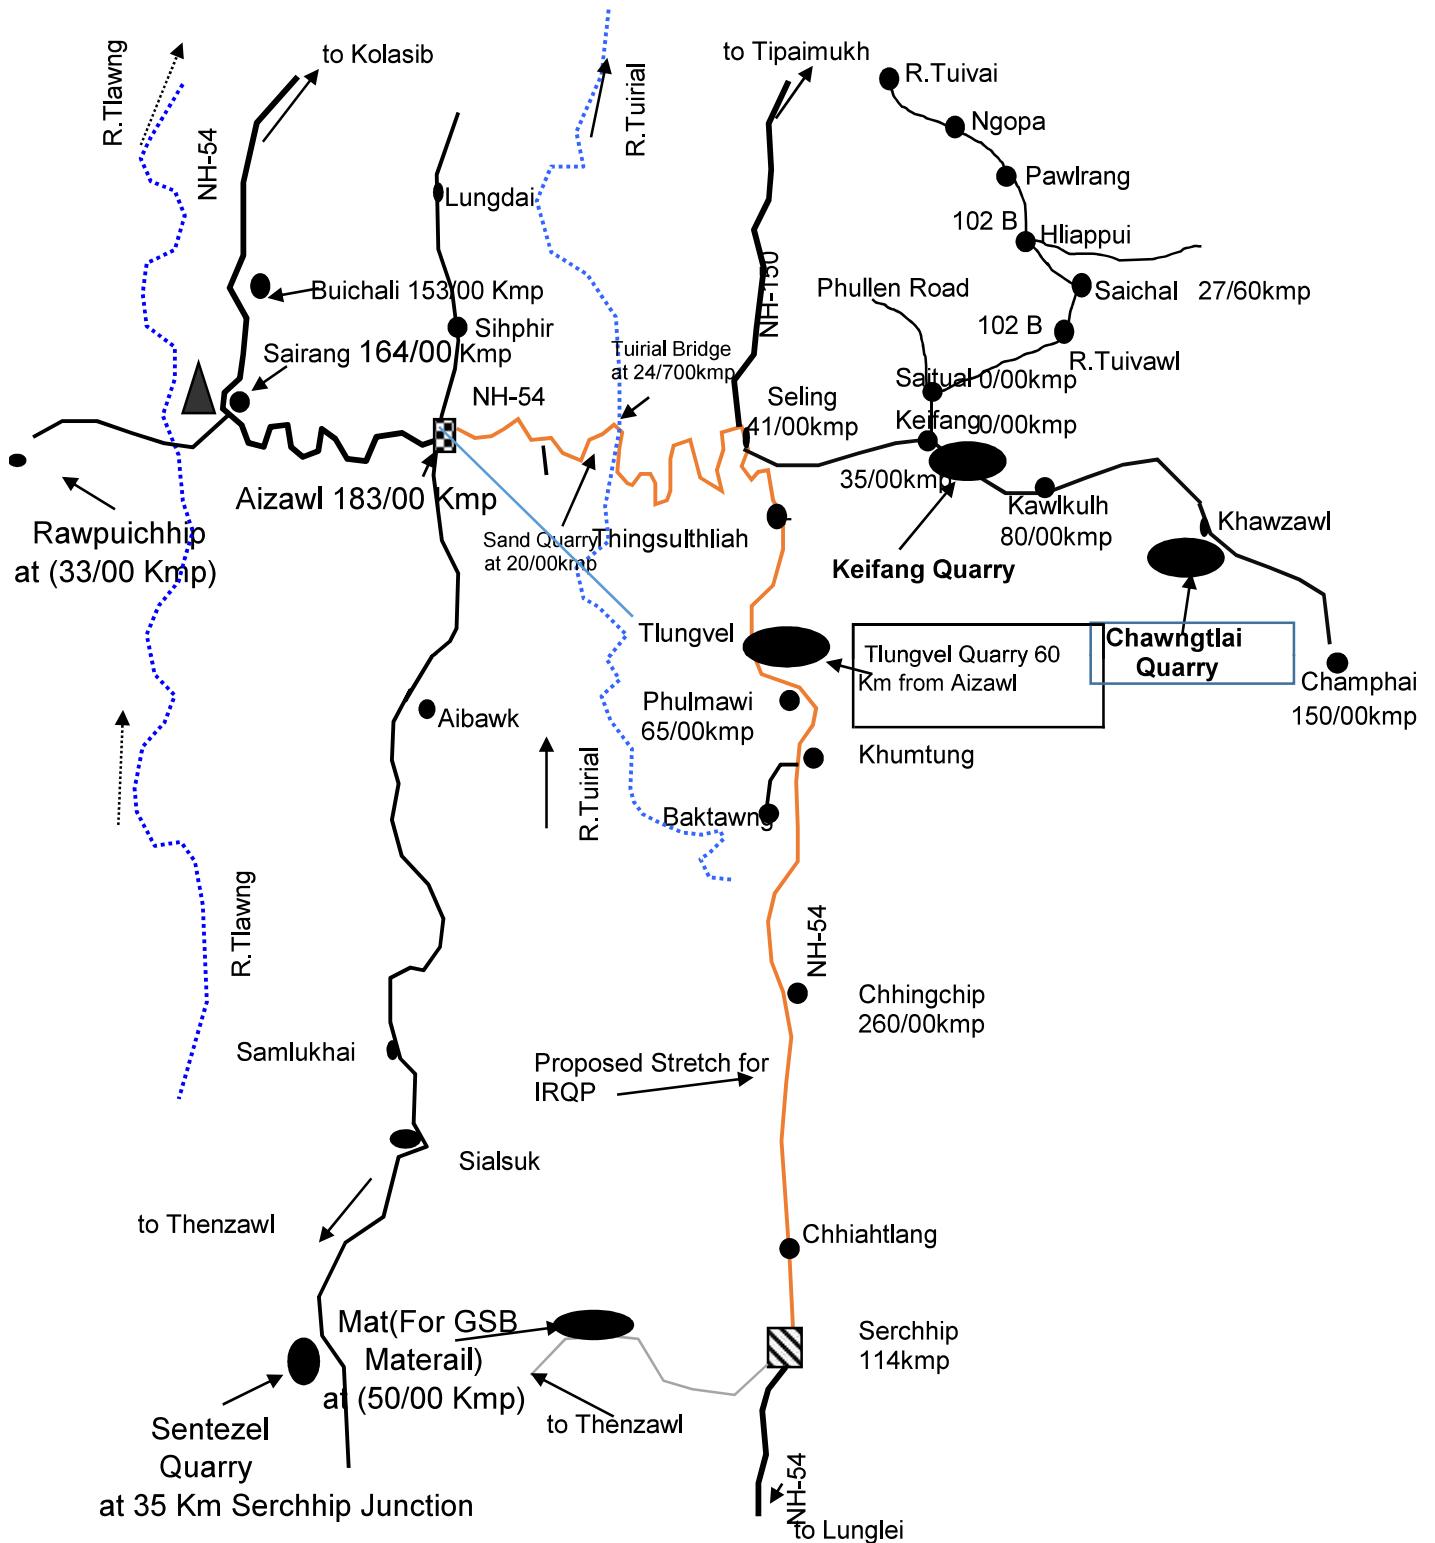 to Kolasib
to Tipaimukh
R.Tlawng
R.Tuirial
R.Tuivai
NH-54
Ngopa
Pawlrang
Lungdai
102 B
Hliappui
NH-150
Buichali 153/00 Kmp
Phullen Road
Saichal 27/60kmp
Sihphir
102 B
Sairang 164/00 Kmp
Tuirial Bridge
at 24/700kmp
R.Tuivawl
NH-54
Seling
41/00kmp
Saitual 0/00kmp
Keifang
0/00kmp
35/00kmp
Aizawl 183/00 Kmp
Kawlkulh
80/00kmp
Khawzawl
Rawpuichhip
at (33/00 Kmp)
Sand Quarry
at 20/00kmp
Thingsulthliah
Keifang Quarry
Tlungvel
Tlungvel Quarry 60
Km from Aizawl
Chawngtlai
Quarry
Champhai
150/00kmp
Phulmawi
65/00kmp
Aibawk
Khumtung
R.Tuirial
Baktawng
R.Tlawng
NH-54
Chhingchip
260/00kmp
Samlukhai
Proposed Stretch for
IRQP
Sialsuk
to Thenzawl
Chhiahtlang
Mat(For GSB
Materail)
at (50/00 Kmp)
Serchhip
114kmp
to Thenzawl
Sentezel
Quarry
at 35 Km Serchhip Junction
NH-54
to Lunglei